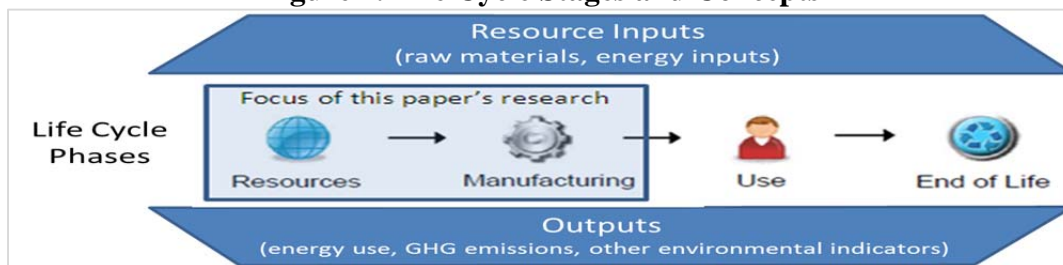 Resource Inputs
(raw materials, energy inputs)
Focus of this paper's research
Life Cycle
Phases
Resources
Manufacturing
Use
End of Life
Outputs
(energy use, GHG emissions, other environmental indicators)